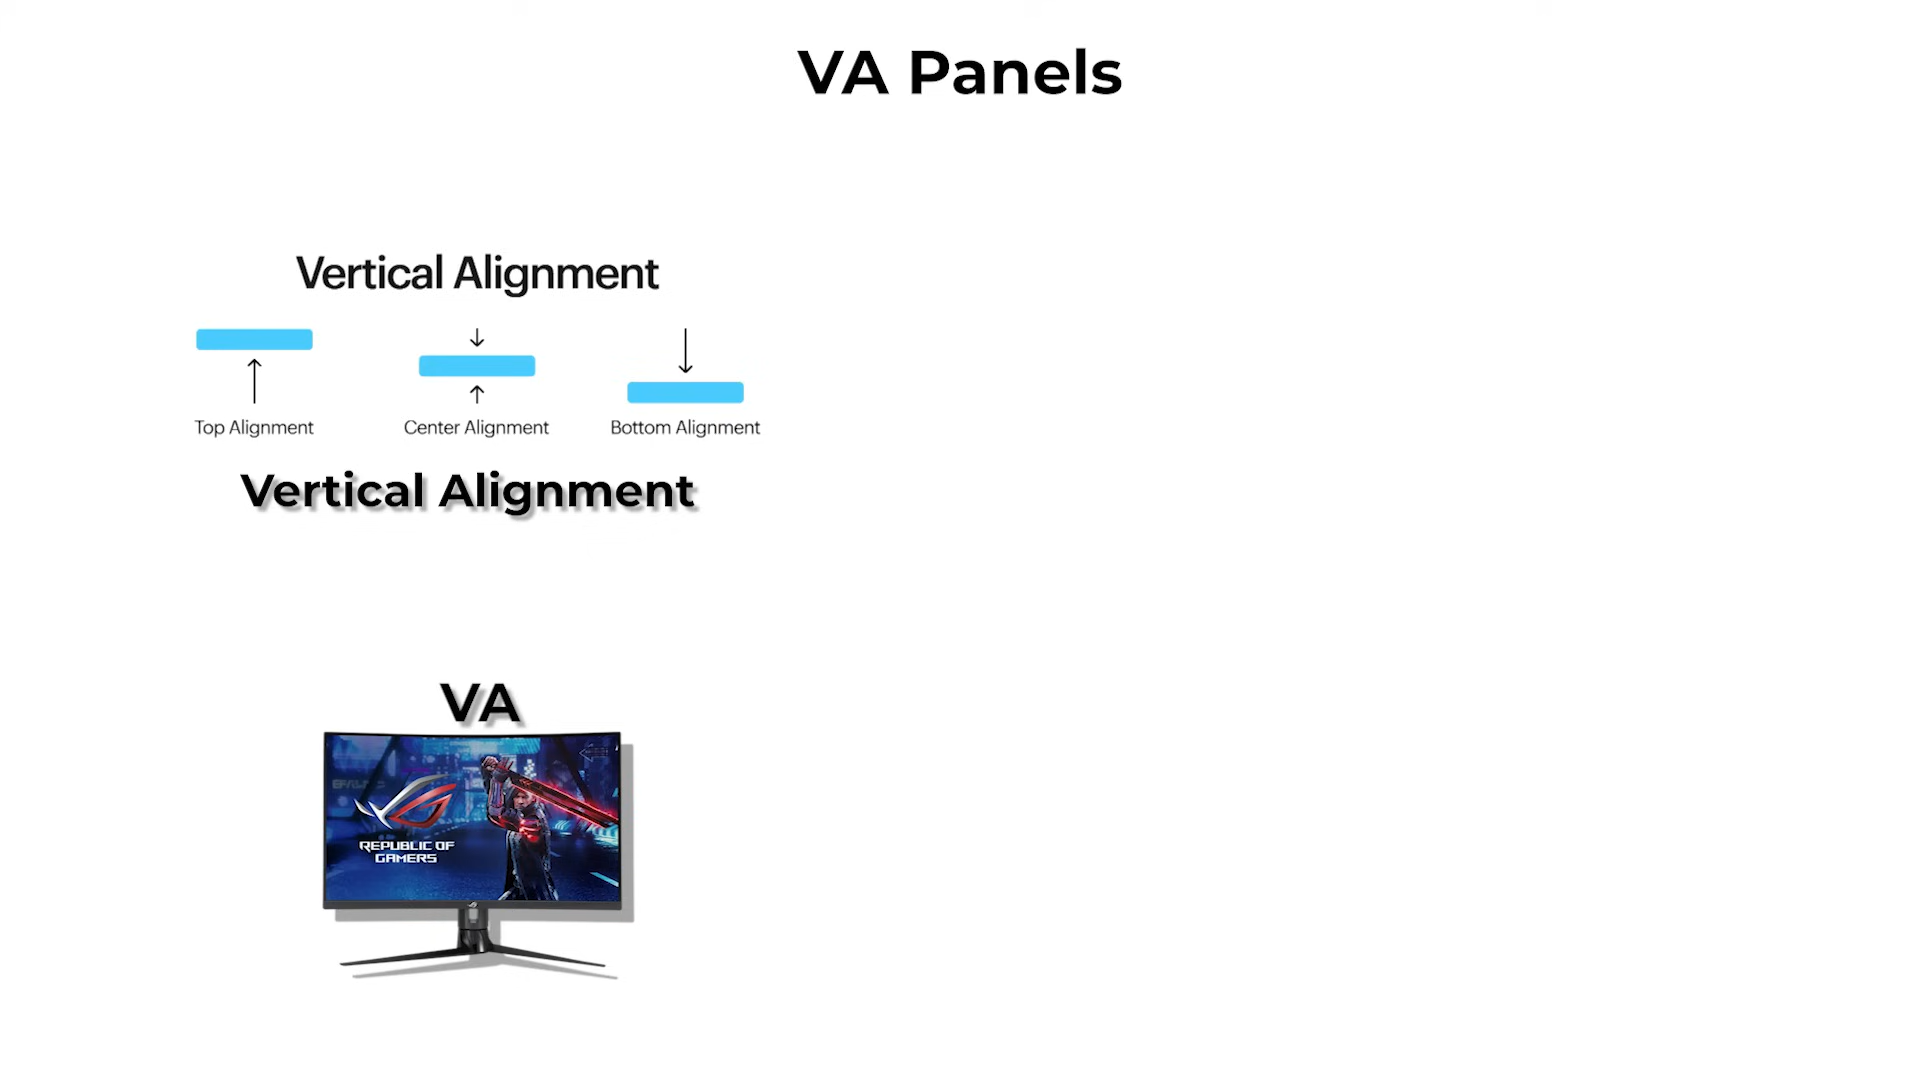 VA Panels
Vertical Alignment
Top Alignment
Center Alignment
Bottom Alignment
Vertical Alignment
VA
REPUBLIC OF
GAMERS